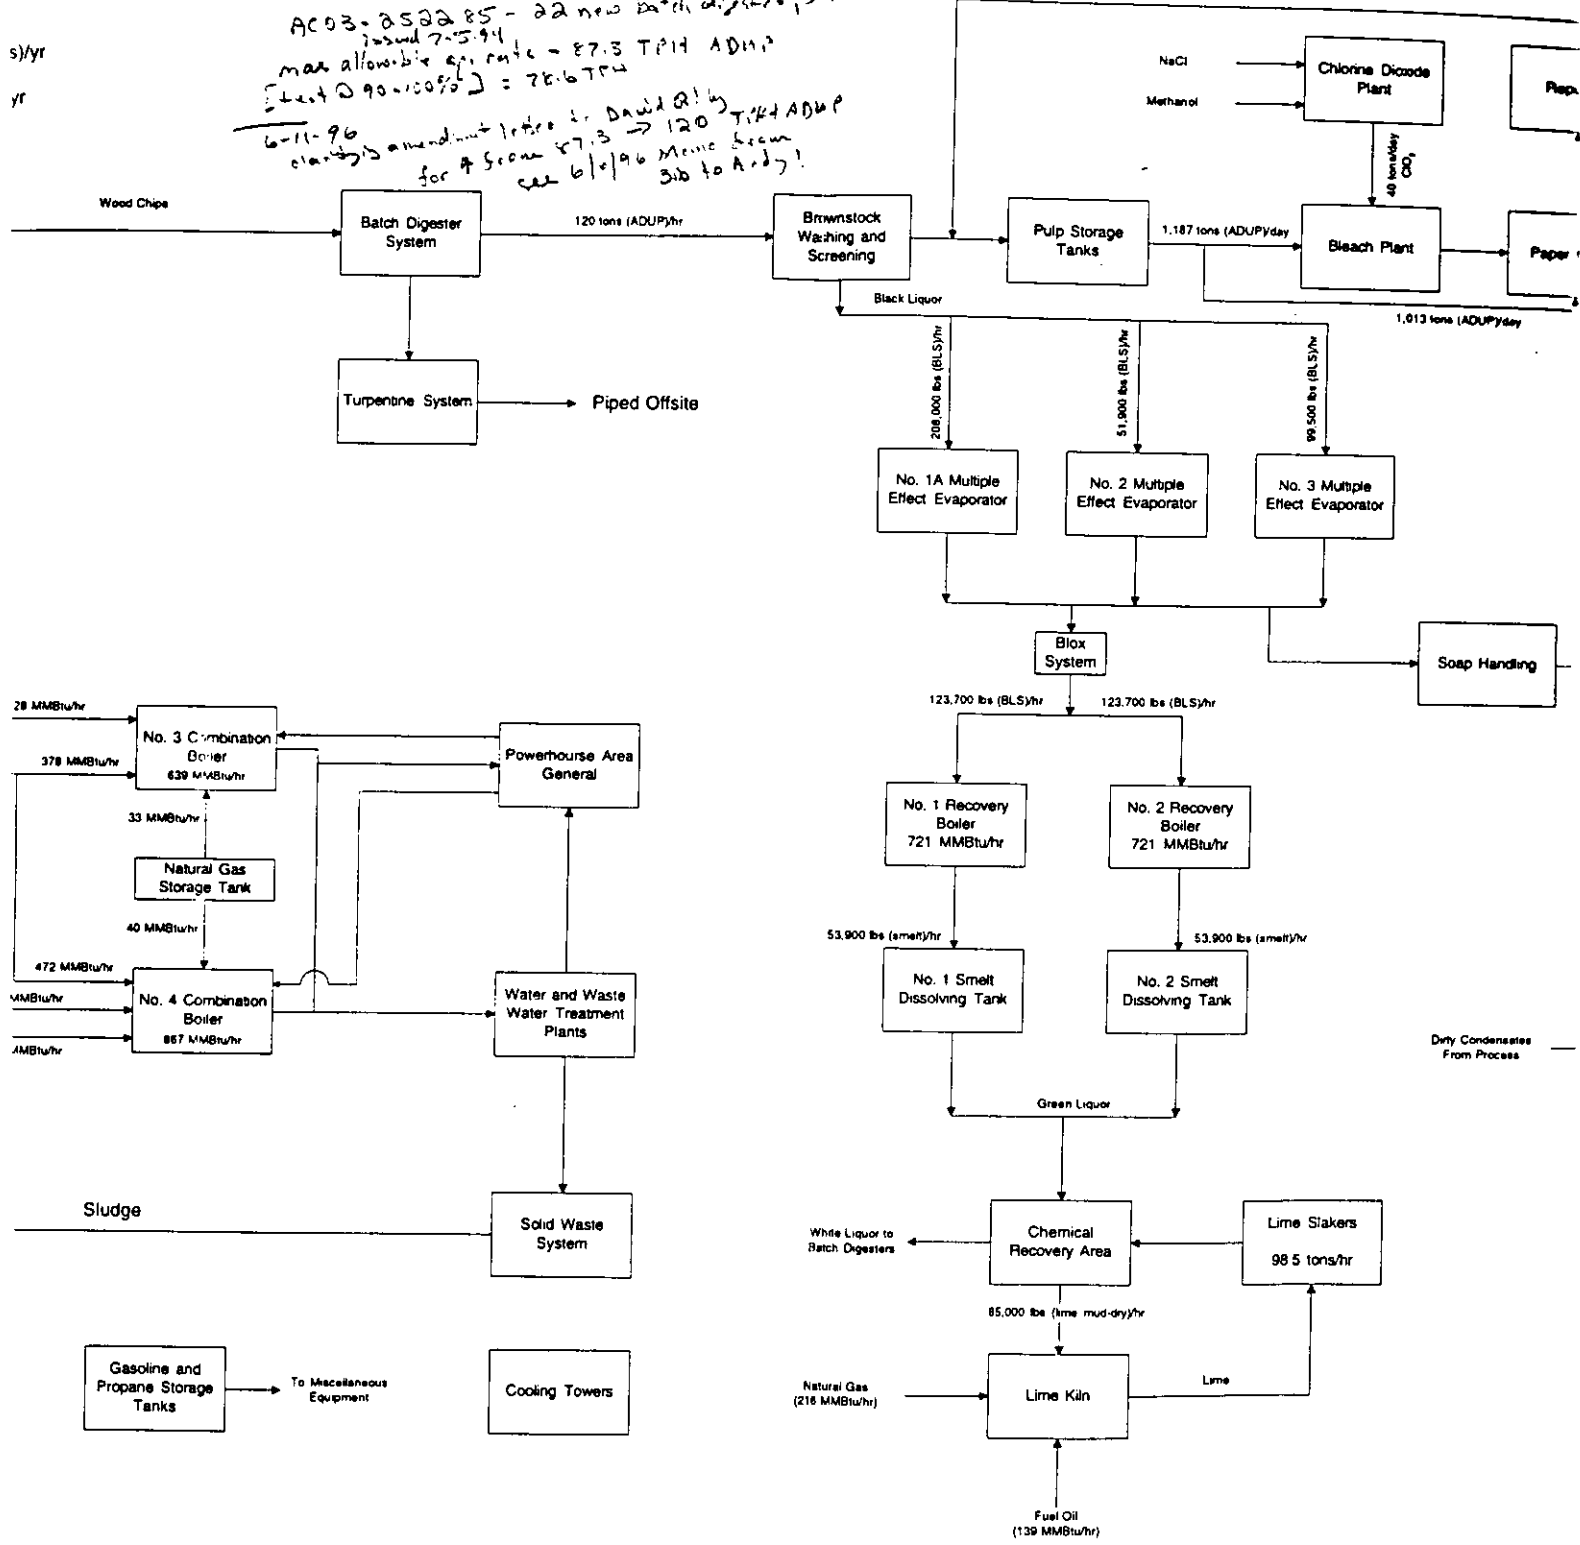 AC03-252285 - 22 new batch digesters
issued 7-5-94
max allowable op. rate = 87.3 TPH ADUP
[test @ 90-100%] = 78.6 TPH
6-11-96
amendment letter to David
for ↑ from 87.3 → 120 TPH ADUP
see 6/ /96 memo from
to Andy!
s)/yr
yr
NaCl
Methanol
Chlorine Dioxide
Plant
40 tons/day
ClO₂
Wood Chips
Batch Digester
System
120 tons (ADUP)/hr
Brownstock
Washing and
Screening
Pulp Storage
Tanks
1,187 tons (ADUP)/day
Bleach Plant
Paper
1,013 tons (ADUP)/day
Black Liquor
Turpentine System
Piped Offsite
208,000 lbs (BLS)/hr
51,900 lbs (BLS)/hr
99,500 lbs (BLS)/hr
No. 1A Multiple
Effect Evaporator
No. 2 Multiple
Effect Evaporator
No. 3 Multiple
Effect Evaporator
Blox
System
Soap Handling
123,700 lbs (BLS)/hr
123,700 lbs (BLS)/hr
28 MMBtu/hr
378 MMBtu/hr
No. 3 Combination
Boiler
639 MMBtu/hr
Powerhourse Area
General
33 MMBtu/hr
Natural Gas
Storage Tank
40 MMBtu/hr
472 MMBtu/hr
MMBtu/hr
MMBtu/hr
No. 4 Combination
Boiler
867 MMBtu/hr
Water and Waste
Water Treatment
Plants
No. 1 Recovery
Boiler
721 MMBtu/hr
No. 2 Recovery
Boiler
721 MMBtu/hr
53,900 lbs (smelt)/hr
53,900 lbs (smelt)/hr
No. 1 Smelt
Dissolving Tank
No. 2 Smelt
Dissolving Tank
Dirty Condensates
From Process
Green Liquor
Sludge
Solid Waste
System
White Liquor to
Batch Digesters
Chemical
Recovery Area
Lime Slakers
98.5 tons/hr
85,000 lbs (lime mud-dry)/hr
Gasoline and
Propane Storage
Tanks
To Miscellaneous
Equipment
Cooling Towers
Natural Gas
(216 MMBtu/hr)
Lime Kiln
Lime
Fuel Oil
(139 MMBtu/hr)